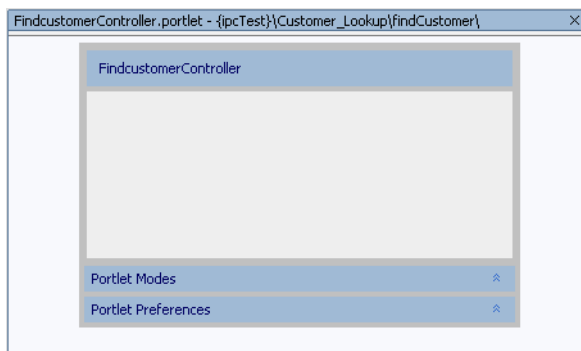 FindcustomerController.portlet - {ipcTest}\Customer_Lookup\findCustomer\
FindcustomerController
Portlet Modes
Portlet Preferences